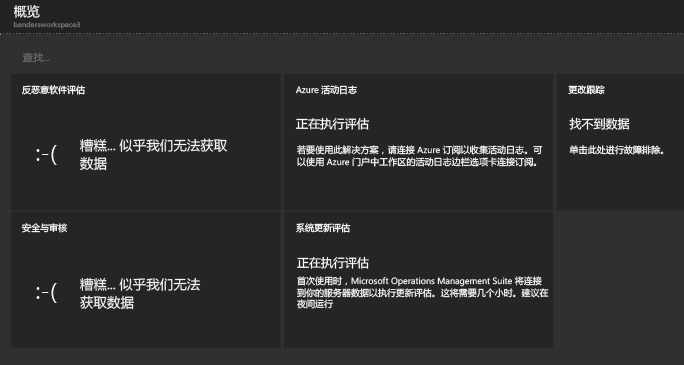 概览
bandersworkspace3
查找...
反恶意软件评估
:-(
糟糕... 似乎我们无法获取
数据
Azure 活动日志
正在执行评估
若要使用此解决方案，请连接 Azure 订阅以收集活动日志。可
以使用 Azure 门户中工作区的活动日志边栏选项卡连接订阅。
更改跟踪
找不到数据
单击此处进行故障排除。
安全与审核
:-(
糟糕... 似乎我们无法
获取数据
系统更新评估
正在执行评估
首次使用时，Microsoft Operations Management Suite 将连接
到你的服务器数据以执行更新评估。这将需要几个小时。建议在
夜间运行